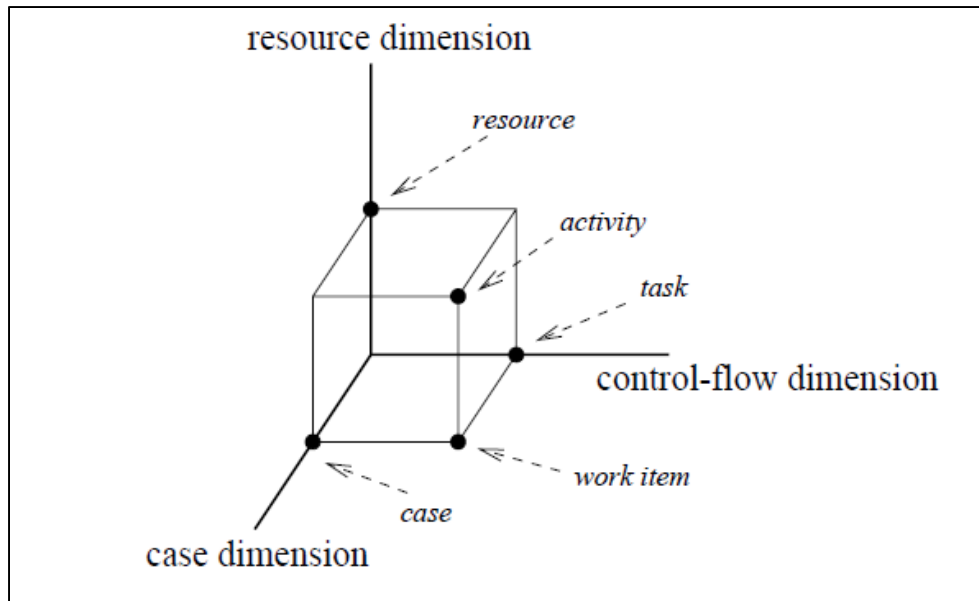 resource dimension
resource
activity
task
control-flow dimension
work item
case
case dimension